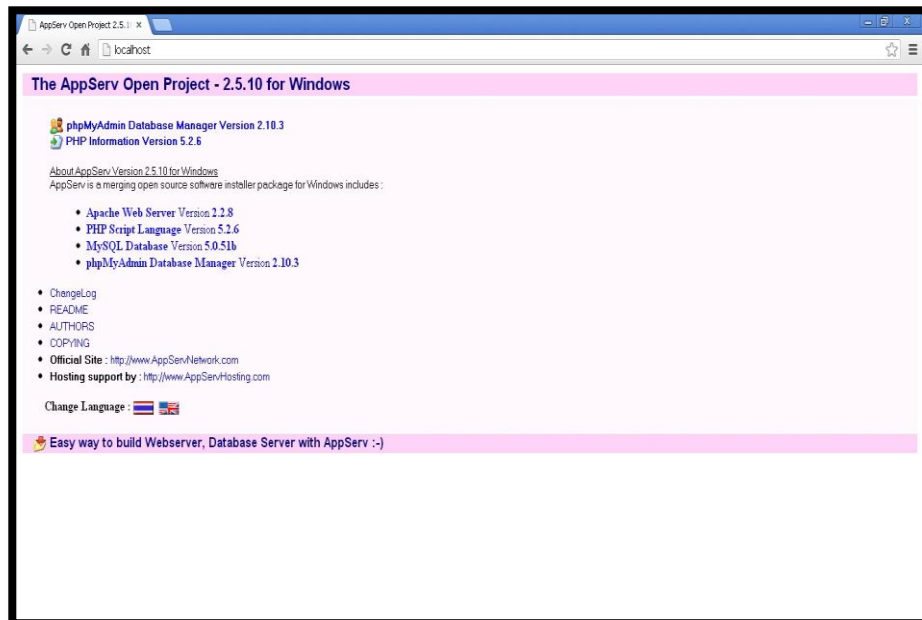 AppServ Open Project 2.5.1
localhost
The AppServ Open Project - 2.5.10 for Windows
phpMyAdmin Database Manager Version 2.10.3
PHP Information Version 5.2.6
About AppServ Version 2.5.10 for Windows
AppServ is a merging open source software installer package for Windows includes :
Apache Web Server Version 2.2.8
PHP Script Language Version 5.2.6
MySQL Database Version 5.0.51b
phpMyAdmin Database Manager Version 2.10.3
ChangeLog
README
AUTHORS
COPYING
Official Site : http://www.AppServNetwork.com
Hosting support by : http://www.AppServHosting.com
Change Language :
Easy way to build Webserver, Database Server with AppServ :-)